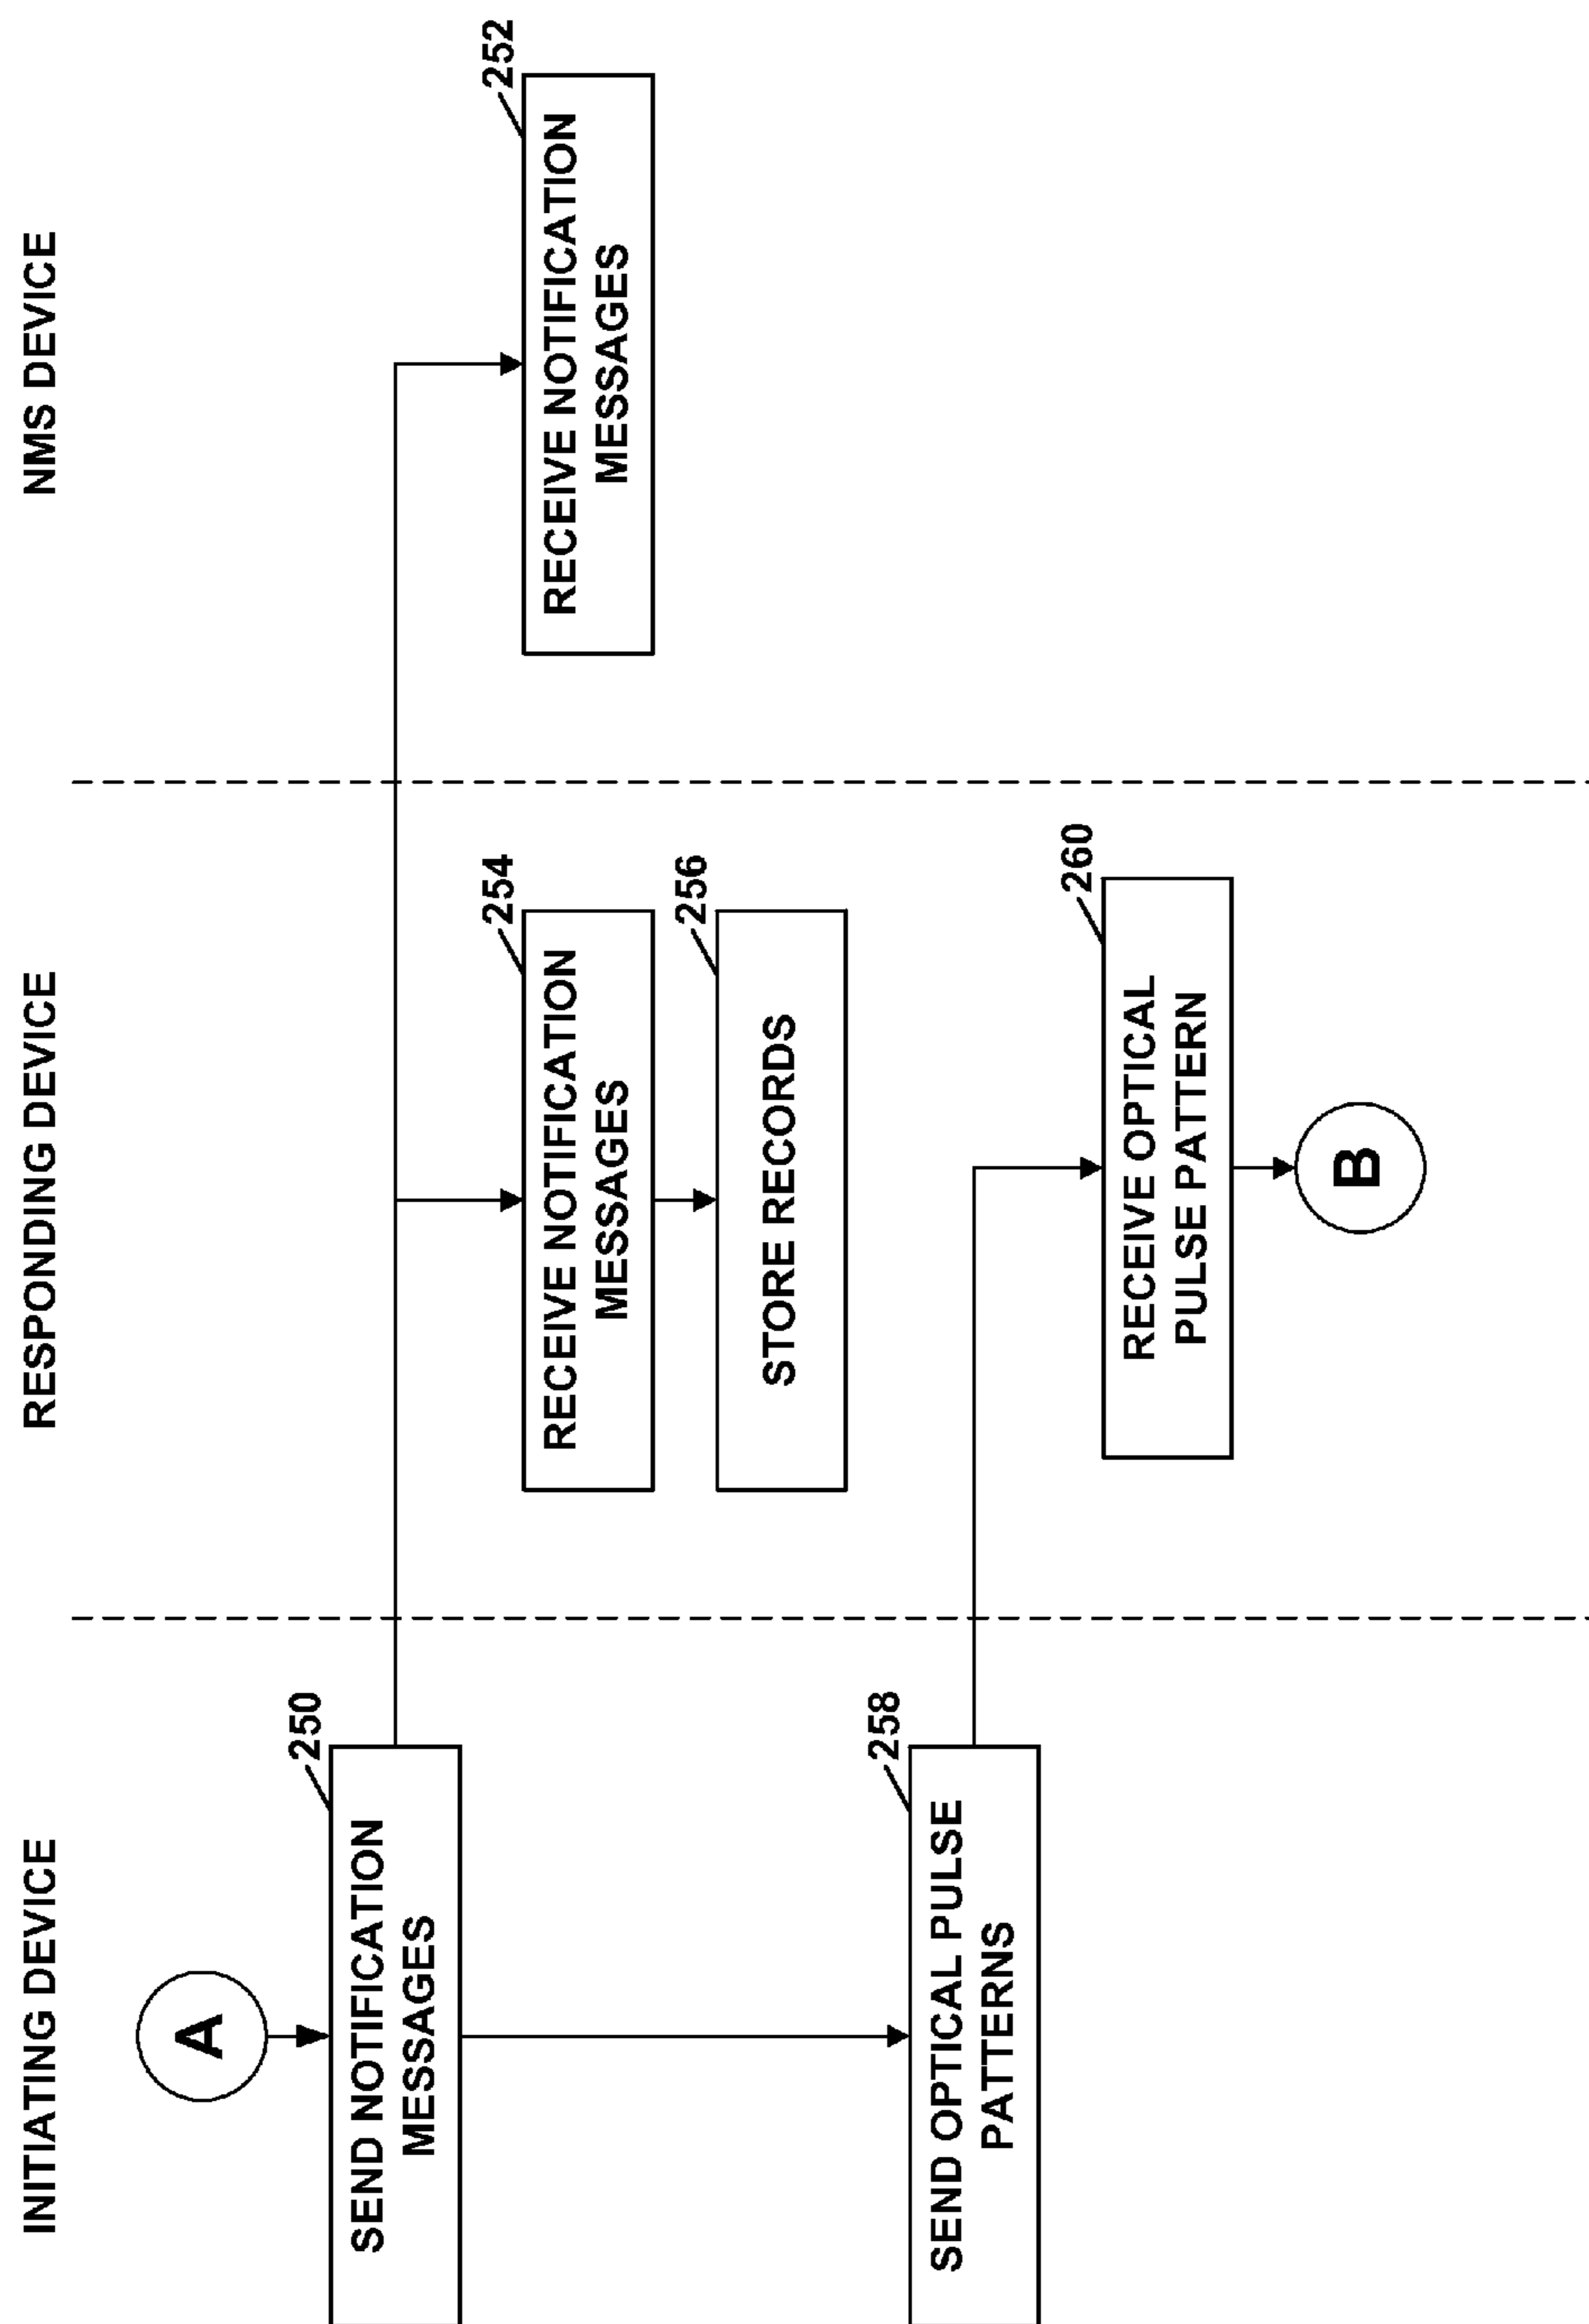 INITIATING DEVICE
RESPONDING DEVICE
NMS DEVICE
A
250
SEND NOTIFICATION
MESSAGES
254
RECEIVE NOTIFICATION
MESSAGES
252
RECEIVE NOTIFICATION
MESSAGES
256
STORE RECORDS
258
SEND OPTICAL PULSE
PATTERNS
260
RECEIVE OPTICAL
PULSE PATTERN
B